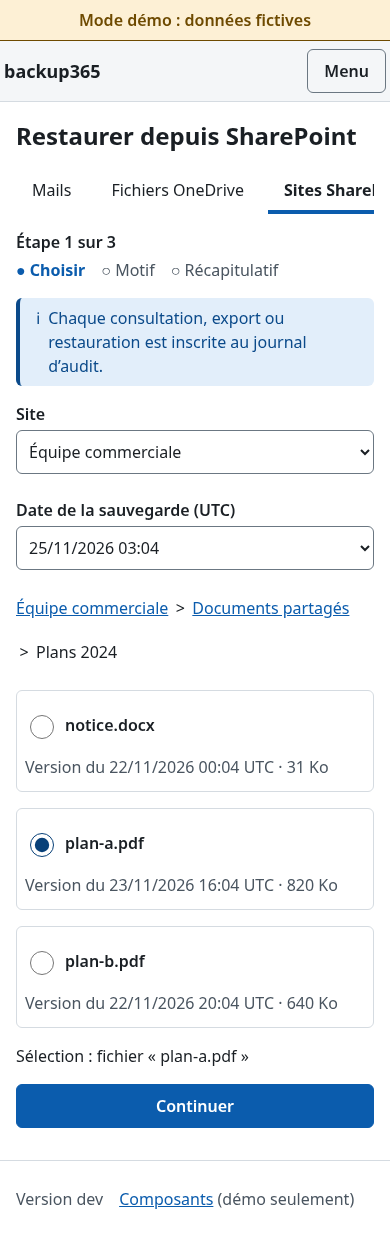 Mode démo : données fictives
backup365
Menu
Restaurer depuis SharePoint
Mails Fichiers OneDrive Sites Share
Étape 1 sur 3
● Choisir ○ Motif ○ Récapitulatif
i Chaque consultation, export ou
restauration est inscrite au journal
d’audit.
Site
Équipe commerciale
Date de la sauvegarde (UTC)
25/11/2026 03:04
Équipe commerciale > Documents partagés
> Plans 2024
notice.docx
Version du 22/11/2026 00:04 UTC · 31 Ko
plan-a.pdf
Version du 23/11/2026 16:04 UTC · 820 Ko
plan-b.pdf
Version du 22/11/2026 20:04 UTC · 640 Ko
Sélection : fichier « plan-a.pdf »
Continuer
Version dev Composants (démo seulement)